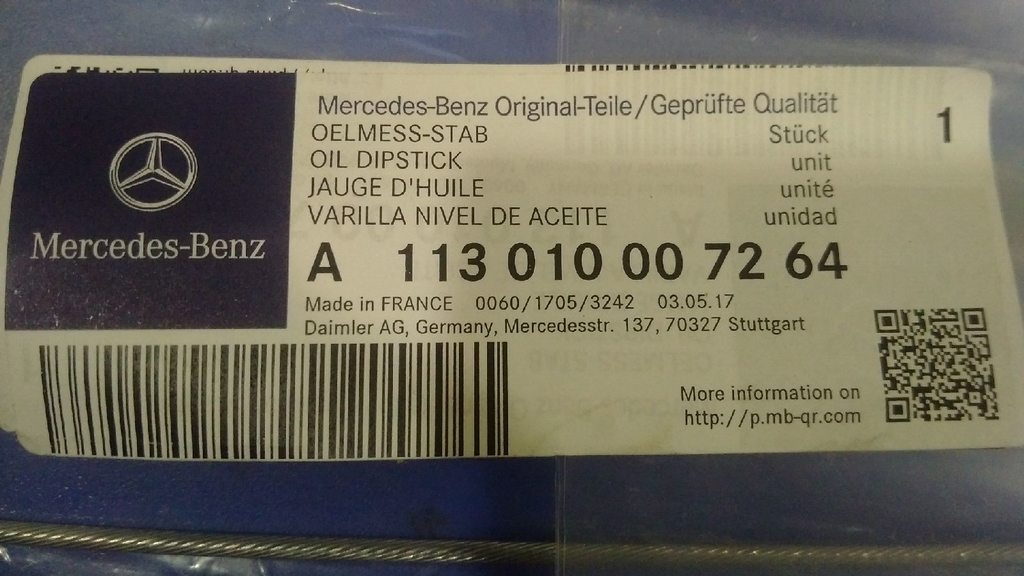 Mercedes-Benz
Mercedes-Benz Original-Teile/Geprüfte Qualität
1
OELMESS-STAB Stück
OIL DIPSTICK unit
JAUGE D'HUILE unité
VARILLA NIVEL DE ACEITE unidad
A 113 010 00 72 64
Made in FRANCE 0060/1705/3242 03.05.17
Daimler AG, Germany, Mercedesstr. 137, 70327 Stuttgart
More information on
http://p.mb-qr.com